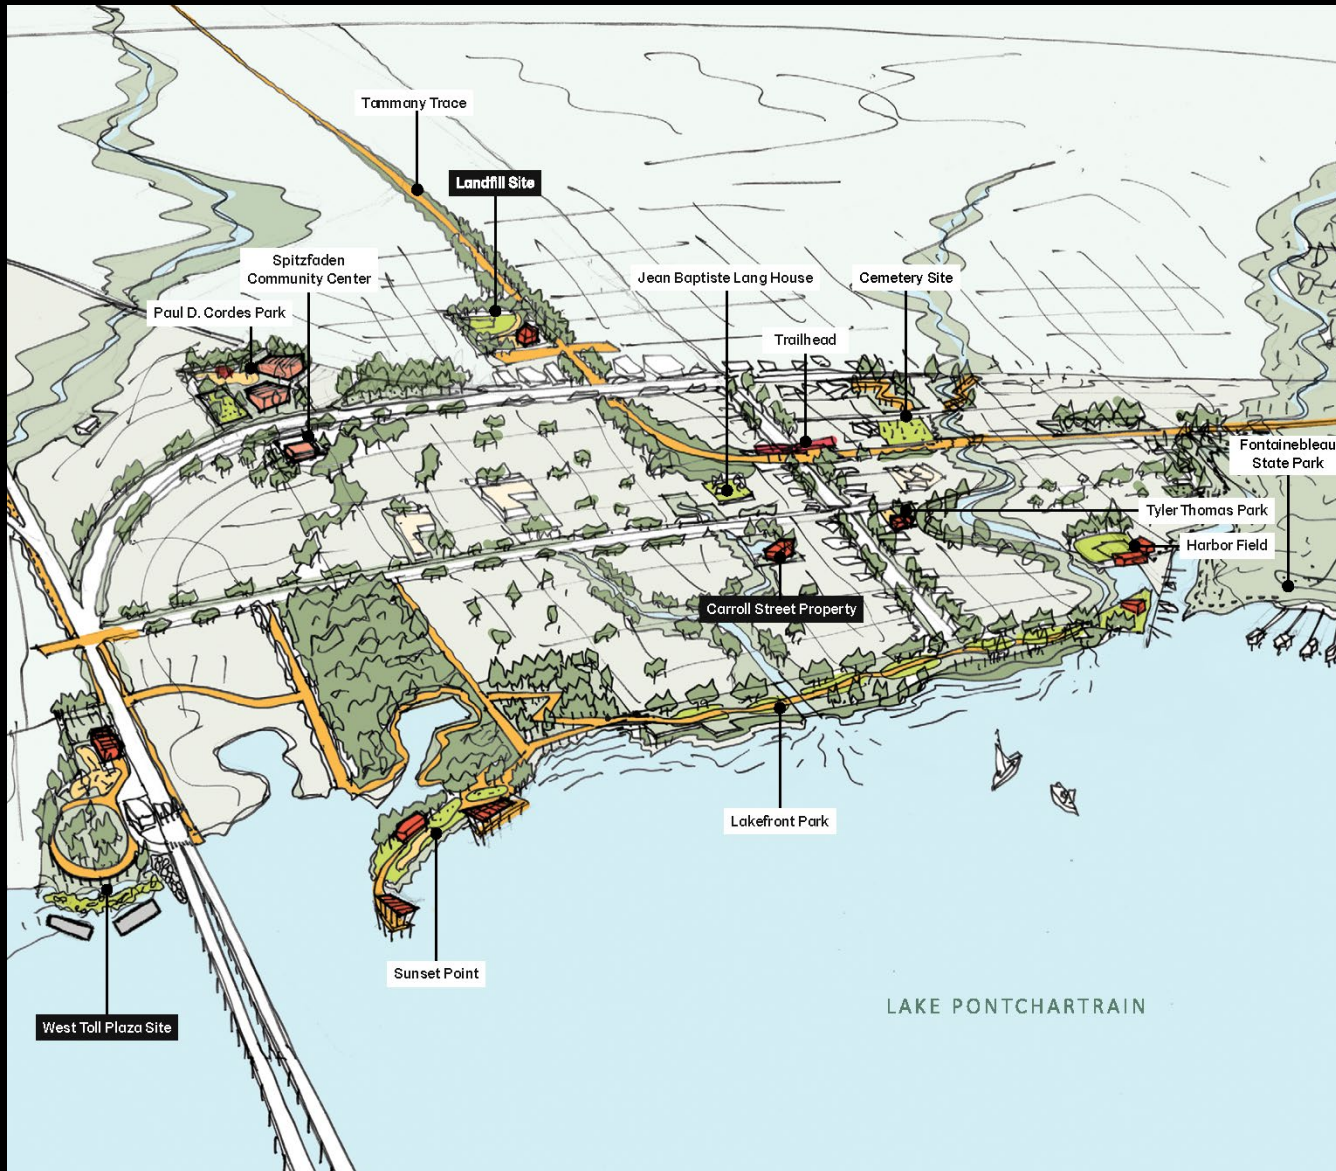 Tammany Trace
Landfill Site
Spitzfaden
Community Center
Jean Baptiste Lang House
Cemetery Site
Paul D. Cordes Park
Trailhead
Fontainebleau
State Park
Tyler Thomas Park
Harbor Field
Carroll Street Property
Lakefront Park
Sunset Point
LAKE PONTCHARTRAIN
West Toll Plaza Site